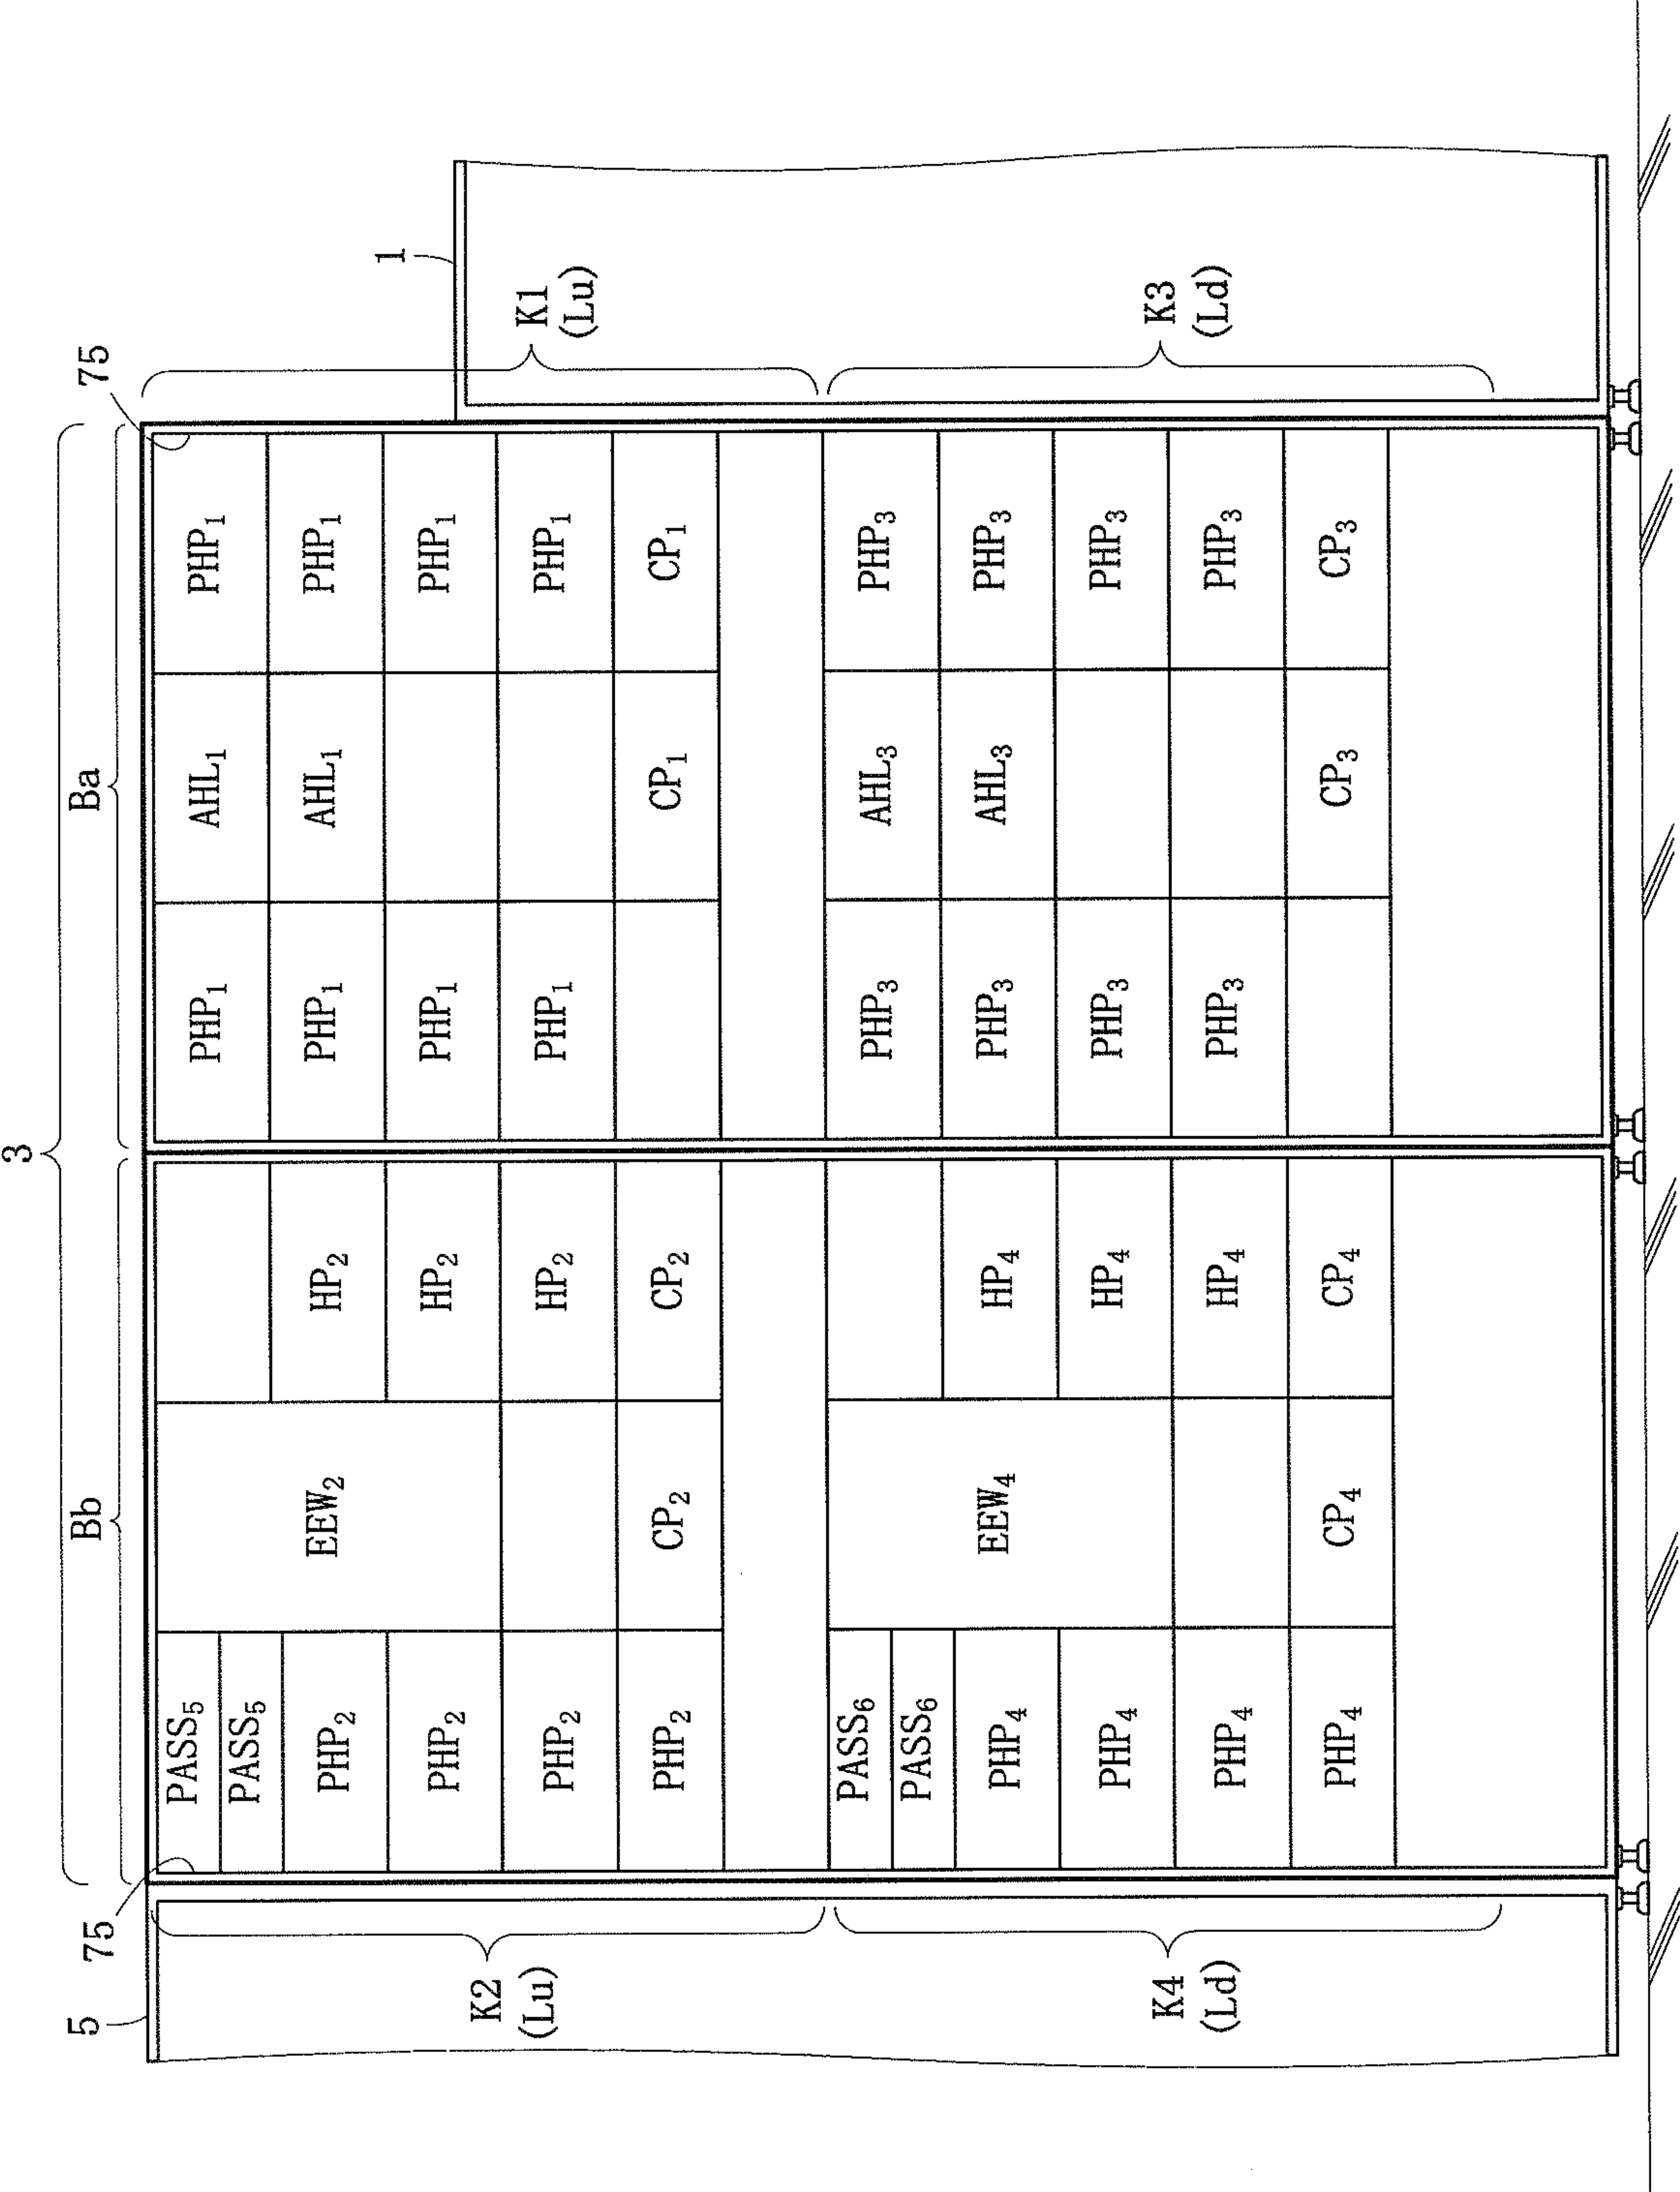 3
Bb
Ba
5
75
75
PASS₅
PHP₁
AHL₁
PHP₁
PASS₅
PHP₂
EEW₂
HP₂
PHP₁
AHL₁
PHP₁
1
PHP₂
HP₂
PHP₁
PHP₁
K2
(Lu)
PHP₂
HP₂
PHP₁
PHP₁
K1
(Lu)
PHP₂
CP₂
CP₂
CP₁
CP₁
PASS₆
PHP₃
AHL₃
PHP₃
PASS₆
PHP₄
EEW₄
HP₄
PHP₃
AHL₃
PHP₃
PHP₄
HP₄
PHP₃
PHP₃
K4
(Ld)
PHP₄
HP₄
PHP₃
PHP₃
K3
(Ld)
PHP₄
CP₄
CP₄
CP₃
CP₃